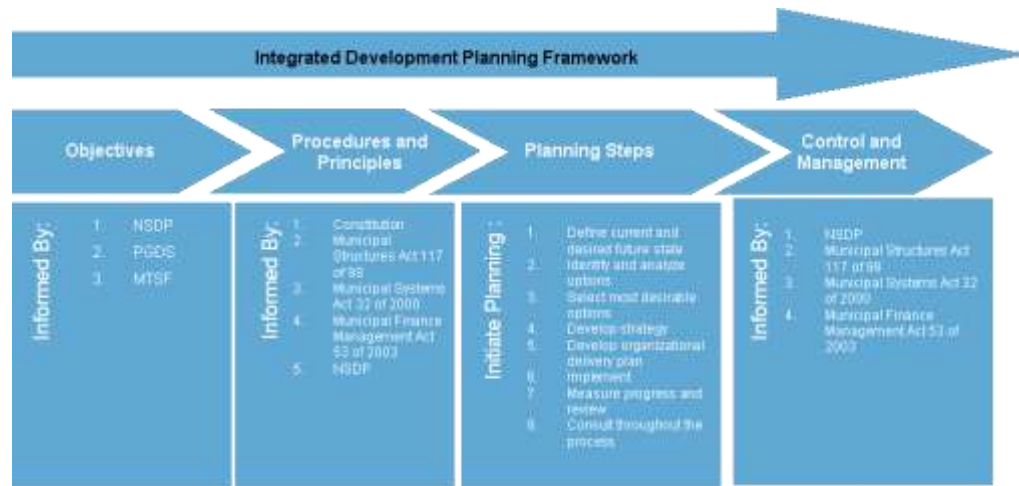 Integrated Development Planning Framework
Objectives
Procedures and
Principles
Planning Steps
Control and
Management
Informed By:
1. NSDP
2. PGDS
3. MTSF
Informed By:
1. Constitution
2. Municipal
Structures Act 117
of 98
3. Municipal Systems
Act 32 of 2000
4. Municipal Finance
Management Act
53 of 2003
5. NSDP
Initiate Planning :
1. Define current and
desired future state
2. Identify and analize
options
3. Select most desirable
options
4. Develop strategy
5. Develop organizational
delivery plan
6. Implement
7. Measure progress and
review
8. Consult throughout the
process
Informed By:
1. NSDP
2. Municipal Structures Act
117 of 98
3. Municipal Systems Act 32
of 2000
4. Municipal Finance
Management Act 53 of
2003